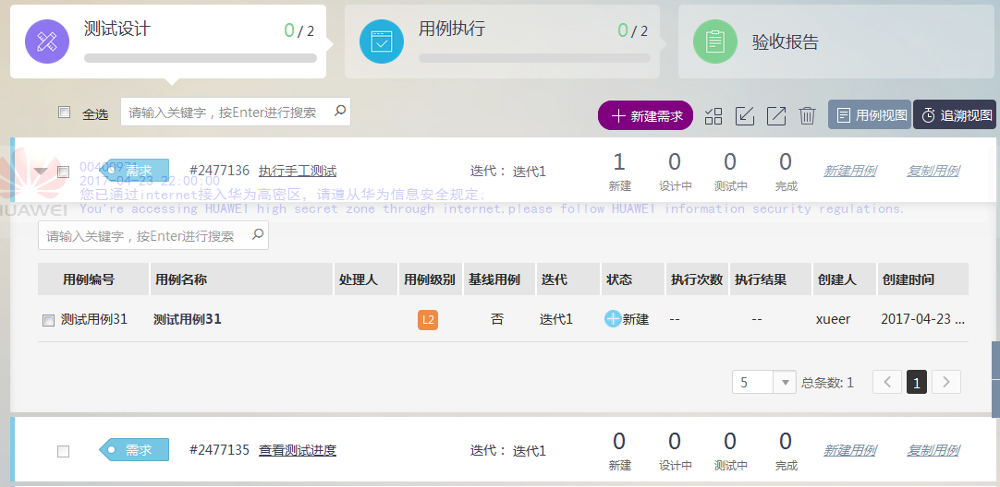 测试设计 0 / 2
用例执行 0 / 2
验收报告
全选 请输入关键字，按Enter进行搜索 新建需求 用例视图 追溯视图
需求 #2477136 执行手工测试 迭代： 迭代1 1 新建 0 设计中 0 测试中 0 完成 新建用例 复制用例
00400971
2017-04-23 22:00:00
您已通过internet接入华为高密区，请遵从华为信息安全规定;
You're accessing HUAWEI high secret zone through internet,please follow HUAWEI information security regulations.
HUAWEI
请输入关键字，按Enter进行搜索
用例编号 用例名称 处理人 用例级别 基线用例 迭代 状态 执行次数 执行结果 创建人 创建时间
测试用例31 测试用例31 L2 否 迭代1 新建 -- -- xueer 2017-04-23 ...
5 总条数: 1 1
需求 #2477135 查看测试进度 迭代： 迭代1 0 新建 0 设计中 0 测试中 0 完成 新建用例 复制用例